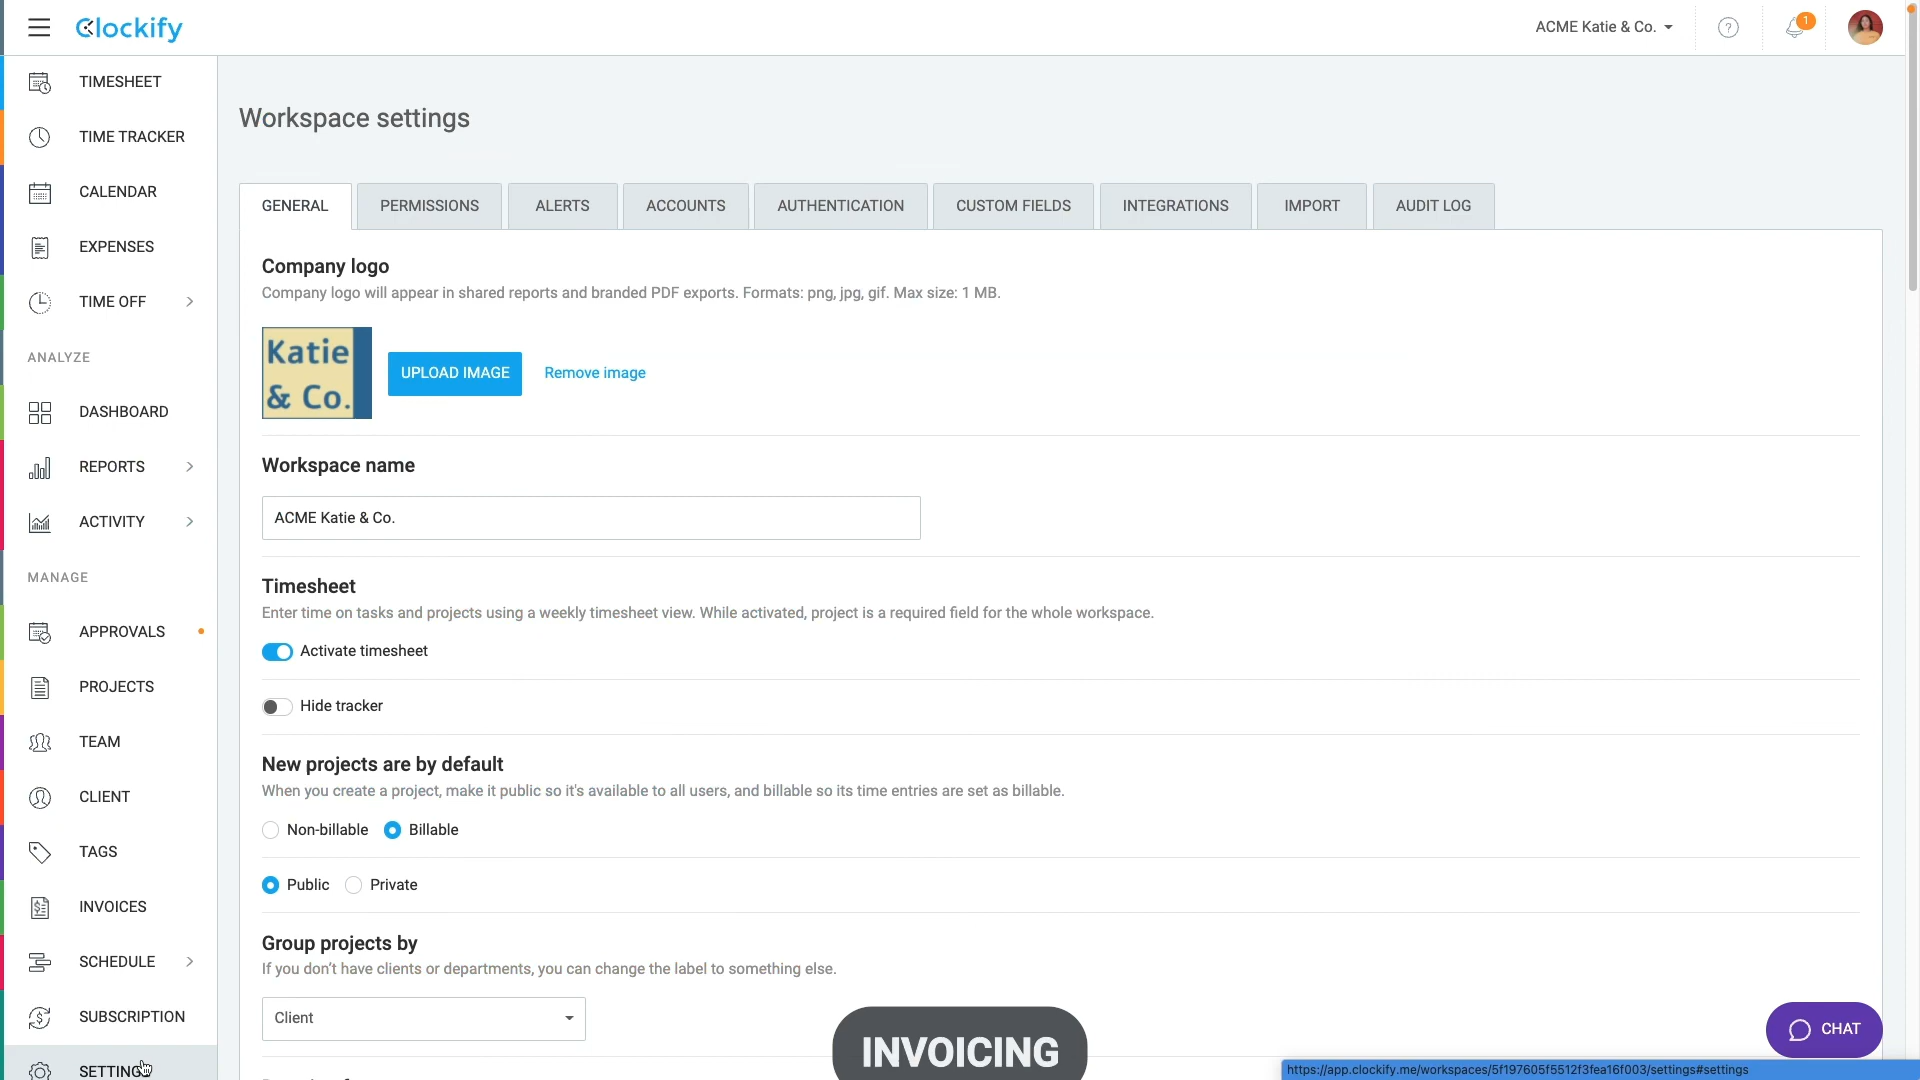 Clockify
ACME Katie & Co.
?
1
TIMESHEET
TIME TRACKER
CALENDAR
EXPENSES
TIME OFF
ANALYZE
DASHBOARD
REPORTS
ACTIVITY
MANAGE
APPROVALS
PROJECTS
TEAM
CLIENT
TAGS
INVOICES
SCHEDULE
SUBSCRIPTION
SETTINGS
Workspace settings
GENERAL
PERMISSIONS
ALERTS
ACCOUNTS
AUTHENTICATION
CUSTOM FIELDS
INTEGRATIONS
IMPORT
AUDIT LOG
Company logo
Company logo will appear in shared reports and branded PDF exports. Formats: png, jpg, gif. Max size: 1 MB.
Katie
& Co.
UPLOAD IMAGE
Remove image
Workspace name
ACME Katie & Co.
Timesheet
Enter time on tasks and projects using a weekly timesheet view. While activated, project is a required field for the whole workspace.
Activate timesheet
Hide tracker
New projects are by default
When you create a project, make it public so it's available to all users, and billable so its time entries are set as billable.
Non-billable
Billable
Public
Private
Group projects by
If you don't have clients or departments, you can change the label to something else.
Client
INVOICING
CHAT
https://app.clockify.me/workspaces/5f197605f5512f3fea16f003/settings#settings